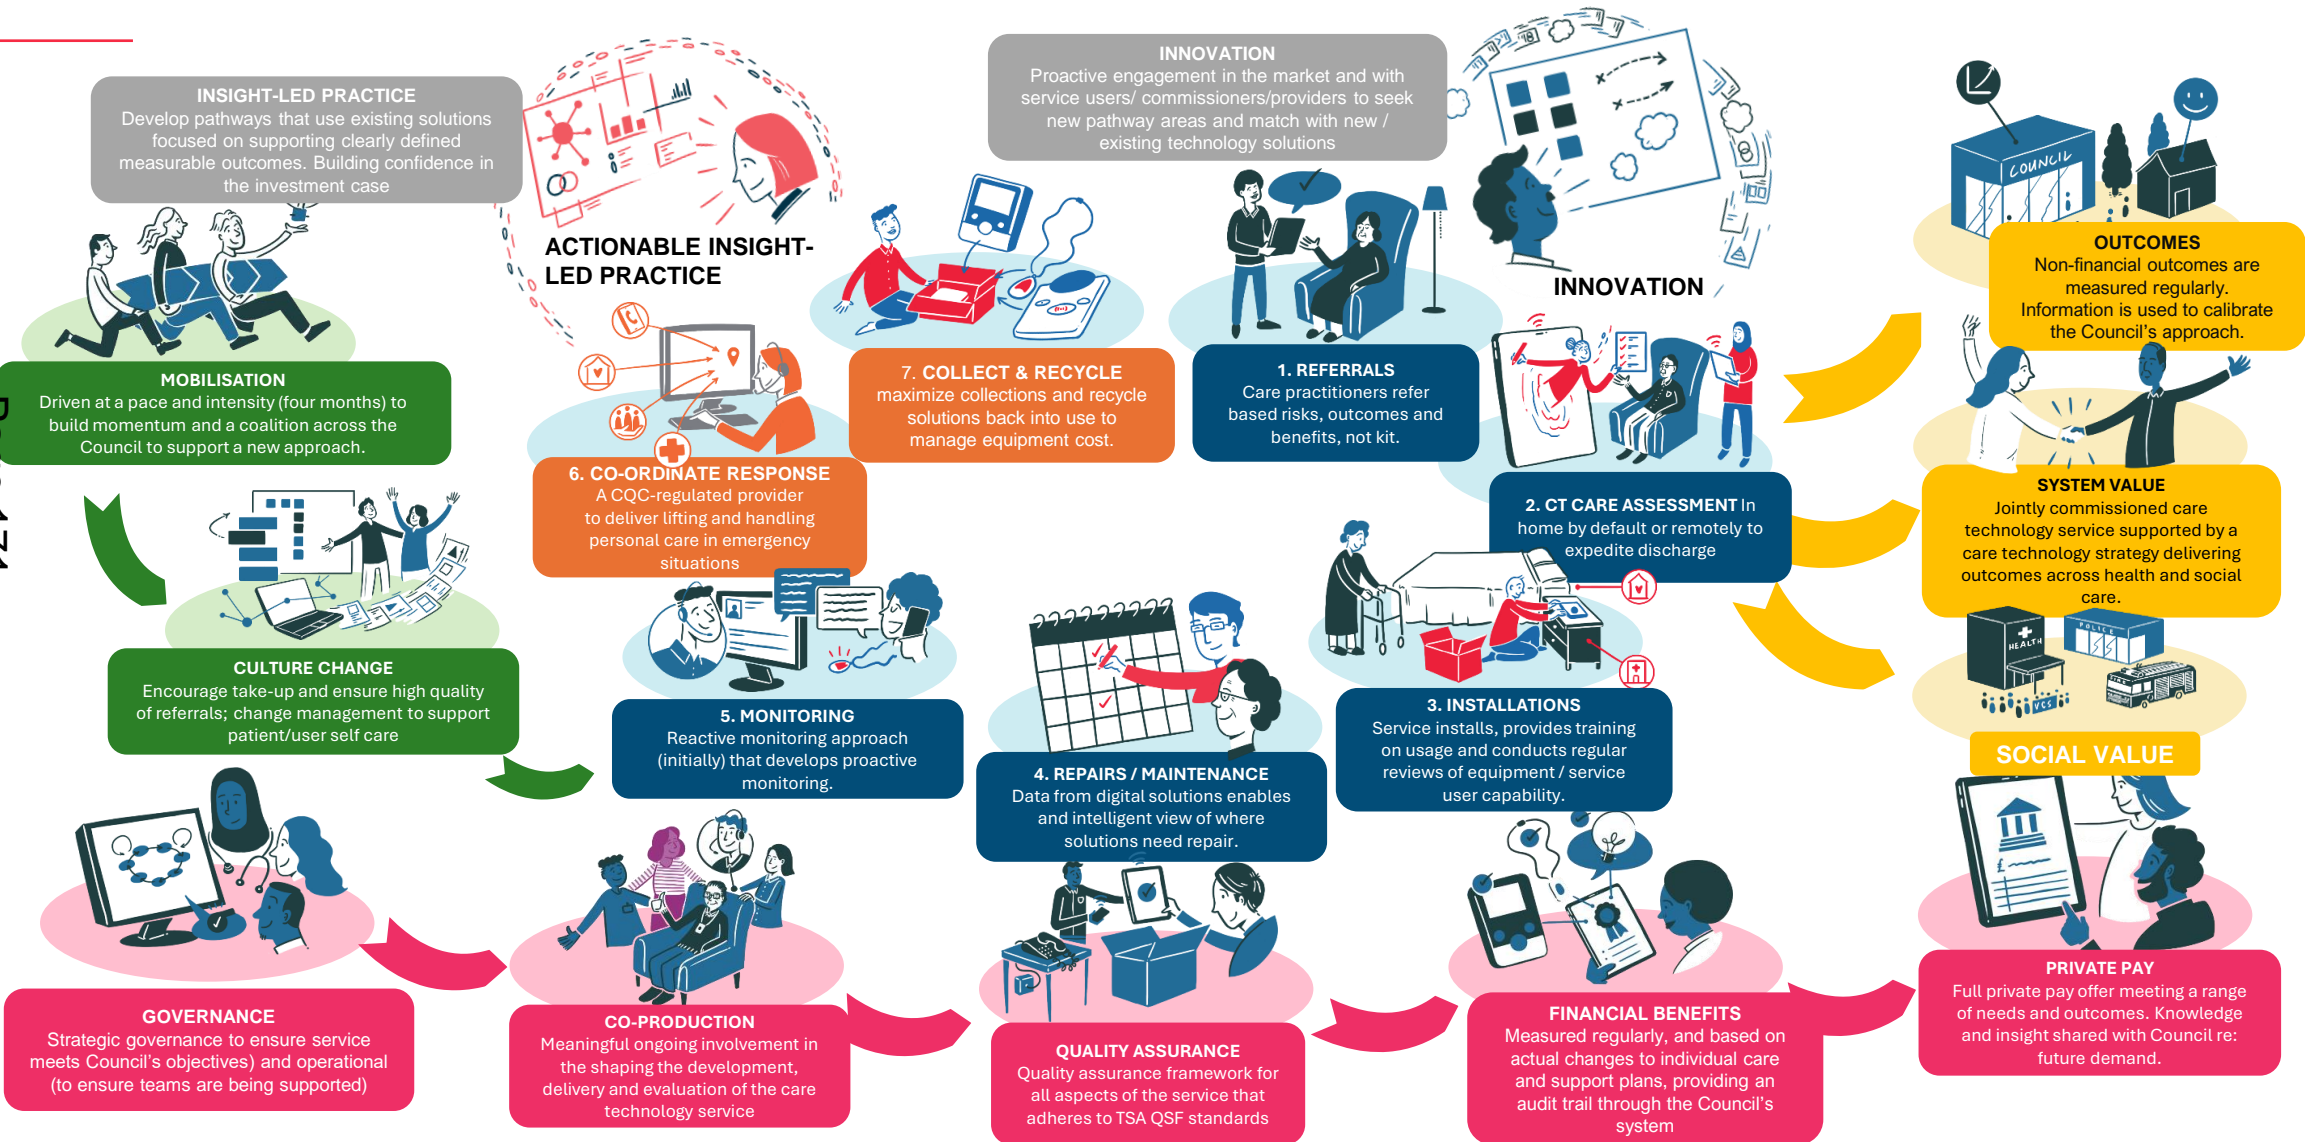 INSIGHT-LED PRACTICE
Develop pathways that use existing solutions
focused on supporting clearly defined
measurable outcomes. Building confidence in
the investment case
INNOVATION
Proactive engagement in the market and with
service users/ commissioners/providers to seek
new pathway areas and match with new /
existing technology solutions
ACTIONABLE INSIGHT-
LED PRACTICE
INNOVATION
COUNCIL
OUTCOMES
Non-financial outcomes are
measured regularly.
Information is used to calibrate
the Council's approach.
MOBILISATION
Driven at a pace and intensity (four months) to
build momentum and a coalition across the
Council to support a new approach.
7. COLLECT & RECYCLE
maximize collections and recycle
solutions back into use to
manage equipment cost.
1. REFERRALS
Care practitioners refer
based risks, outcomes and
benefits, not kit.
6. CO-ORDINATE RESPONSE
A CQC-regulated provider
to deliver lifting and handling
personal care in emergency
situations
2. CT CARE ASSESSMENT In
home by default or remotely to
expedite discharge
SYSTEM VALUE
Jointly commissioned care
technology service supported by a
care technology strategy delivering
outcomes across health and social
care.
CULTURE CHANGE
Encourage take-up and ensure high quality
of referrals; change management to support
patient/user self care
5. MONITORING
Reactive monitoring approach
(initially) that develops proactive
monitoring.
4. REPAIRS / MAINTENANCE
Data from digital solutions enables
and intelligent view of where
solutions need repair.
3. INSTALLATIONS
Service installs, provides training
on usage and conducts regular
reviews of equipment / service
user capability.
HEALTH
POLICE
VCS
SOCIAL VALUE
GOVERNANCE
Strategic governance to ensure service
meets Council's objectives) and operational
(to ensure teams are being supported)
CO-PRODUCTION
Meaningful ongoing involvement in
the shaping the development,
delivery and evaluation of the care
technology service
QUALITY ASSURANCE
Quality assurance framework for
all aspects of the service that
adheres to TSA QSF standards
FINANCIAL BENEFITS
Measured regularly, and based on
actual changes to individual care
and support plans, providing an
audit trail through the Council's
system
£
PRIVATE PAY
Full private pay offer meeting a range
of needs and outcomes. Knowledge
and insight shared with Council re:
future demand.